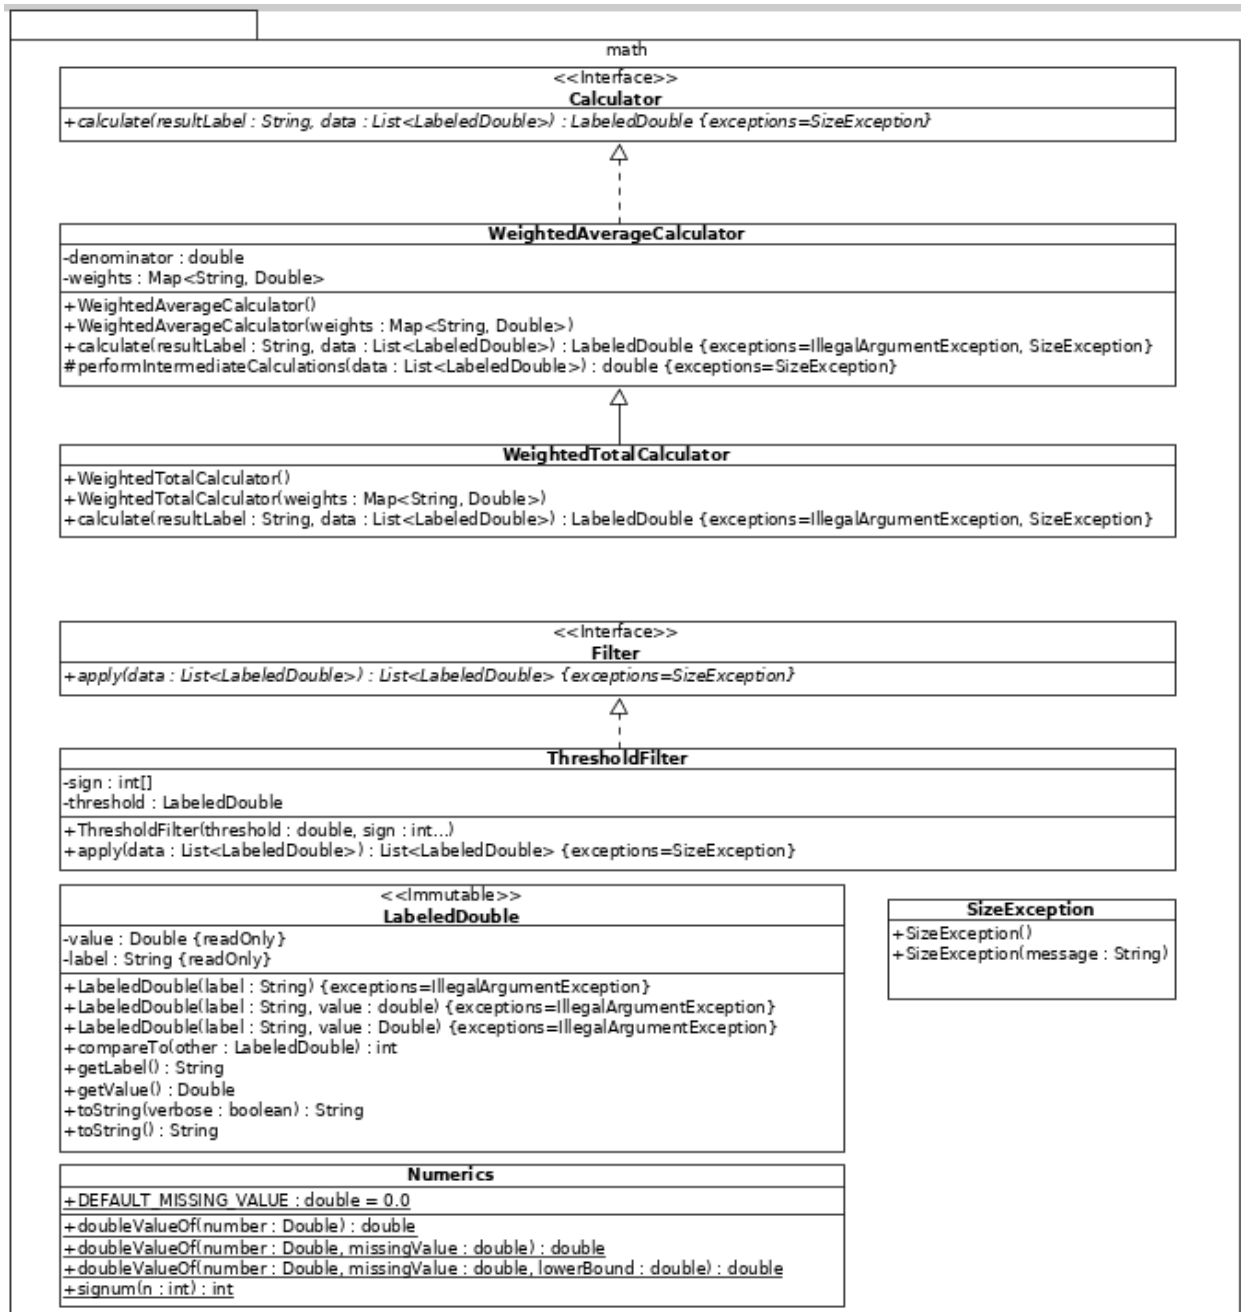 math
<<Interface>>
Calculator
+calculate(resultLabel : String, data : List<LabeledDouble>) : LabeledDouble {exceptions=SizeException}
WeightedAverageCalculator
-denominator : double
-weights : Map<String, Double>
+WeightedAverageCalculator()
+WeightedAverageCalculator(weights : Map<String, Double>)
+calculate(resultLabel : String, data : List<LabeledDouble>) : LabeledDouble {exceptions=IllegalArgumentException, SizeException}
#performIntermediateCalculations(data : List<LabeledDouble>) : double {exceptions=SizeException}
WeightedTotalCalculator
+WeightedTotalCalculator()
+WeightedTotalCalculator(weights : Map<String, Double>)
+calculate(resultLabel : String, data : List<LabeledDouble>) : LabeledDouble {exceptions=IllegalArgumentException, SizeException}
<<Interface>>
Filter
+apply(data : List<LabeledDouble>) : List<LabeledDouble> {exceptions=SizeException}
ThresholdFilter
-sign : int[]
-threshold : LabeledDouble
+ThresholdFilter(threshold : double, sign : int...)
+apply(data : List<LabeledDouble>) : List<LabeledDouble> {exceptions=SizeException}
<<Immutable>>
LabeledDouble
-value : Double {readOnly}
-label : String {readOnly}
+LabeledDouble(label : String) {exceptions=IllegalArgumentException}
+LabeledDouble(label : String, value : double) {exceptions=IllegalArgumentException}
+LabeledDouble(label : String, value : Double) {exceptions=IllegalArgumentException}
+compareTo(other : LabeledDouble) : int
+getLabel() : String
+getValue() : Double
+toString(verbose : boolean) : String
+toString() : String
SizeException
+SizeException()
+SizeException(message : String)
Numerics
+DEFAULT_MISSING_VALUE : double = 0.0
+doubleValueOf(number : Double) : double
+doubleValueOf(number : Double, missingValue : double) : double
+doubleValueOf(number : Double, missingValue : double, lowerBound : double) : double
+signum(n : int) : int